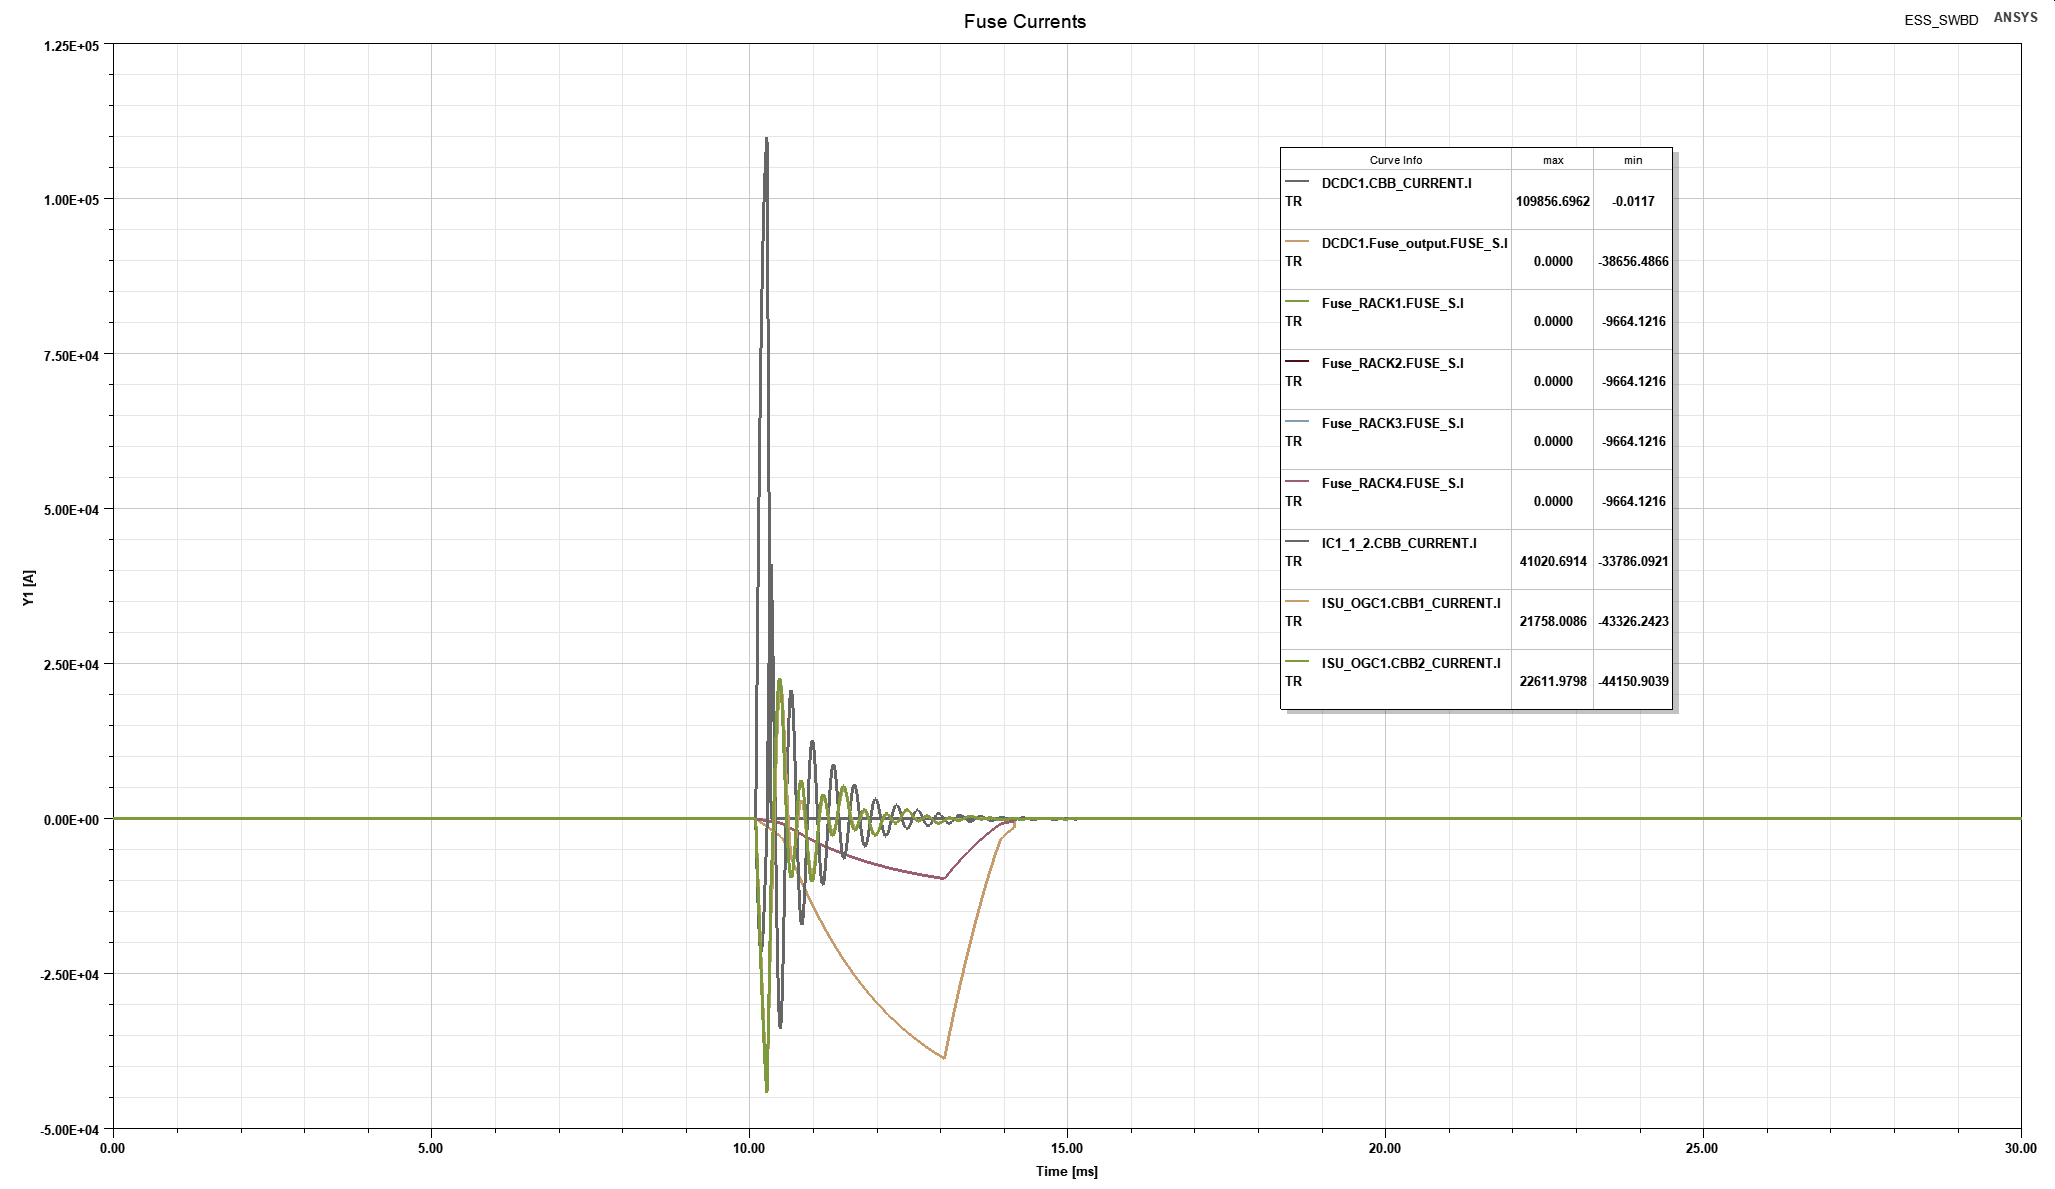 Fuse Currents
ESS_SWBD ANSYS
1.25E+05
1.00E+05
7.50E+04
5.00E+04
2.50E+04
0.00E+00
-2.50E+04
-5.00E+04
Y1 [A]
Curve Info max min
DCDC1.CBB_CURRENT.I
TR 109856.6962 -0.0117
DCDC1.Fuse_output.FUSE_S.I
TR 0.0000 -38656.4866
Fuse_RACK1.FUSE_S.I
TR 0.0000 -9664.1216
Fuse_RACK2.FUSE_S.I
TR 0.0000 -9664.1216
Fuse_RACK3.FUSE_S.I
TR 0.0000 -9664.1216
Fuse_RACK4.FUSE_S.I
TR 0.0000 -9664.1216
IC1_1_2.CBB_CURRENT.I
TR 41020.6914 -33786.0921
ISU_OGC1.CBB1_CURRENT.I
TR 21758.0086 -43326.2423
ISU_OGC1.CBB2_CURRENT.I
TR 22611.9798 -44150.9039
0.00 5.00 10.00 15.00 20.00 25.00 30.00
Time [ms]